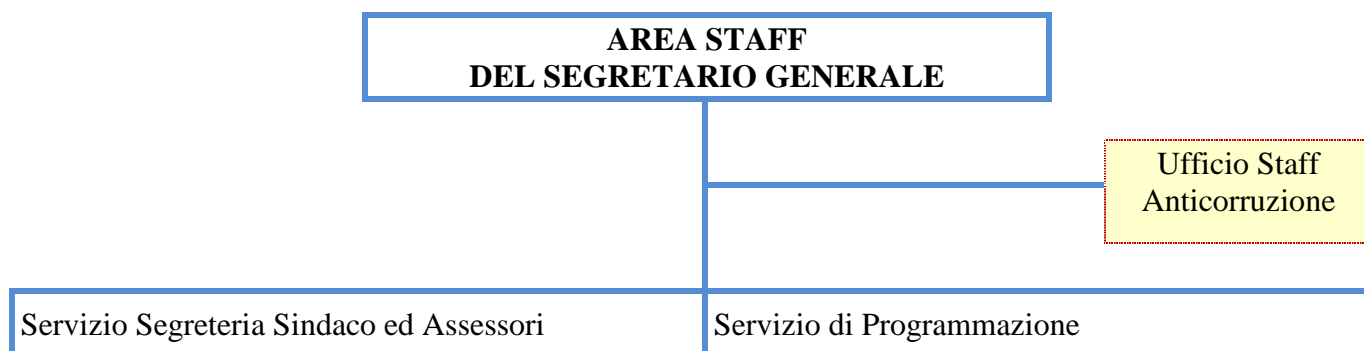 AREA STAFF
DEL SEGRETARIO GENERALE
Ufficio Staff
Anticorruzione
Servizio Segreteria Sindaco ed Assessori
Servizio di Programmazione